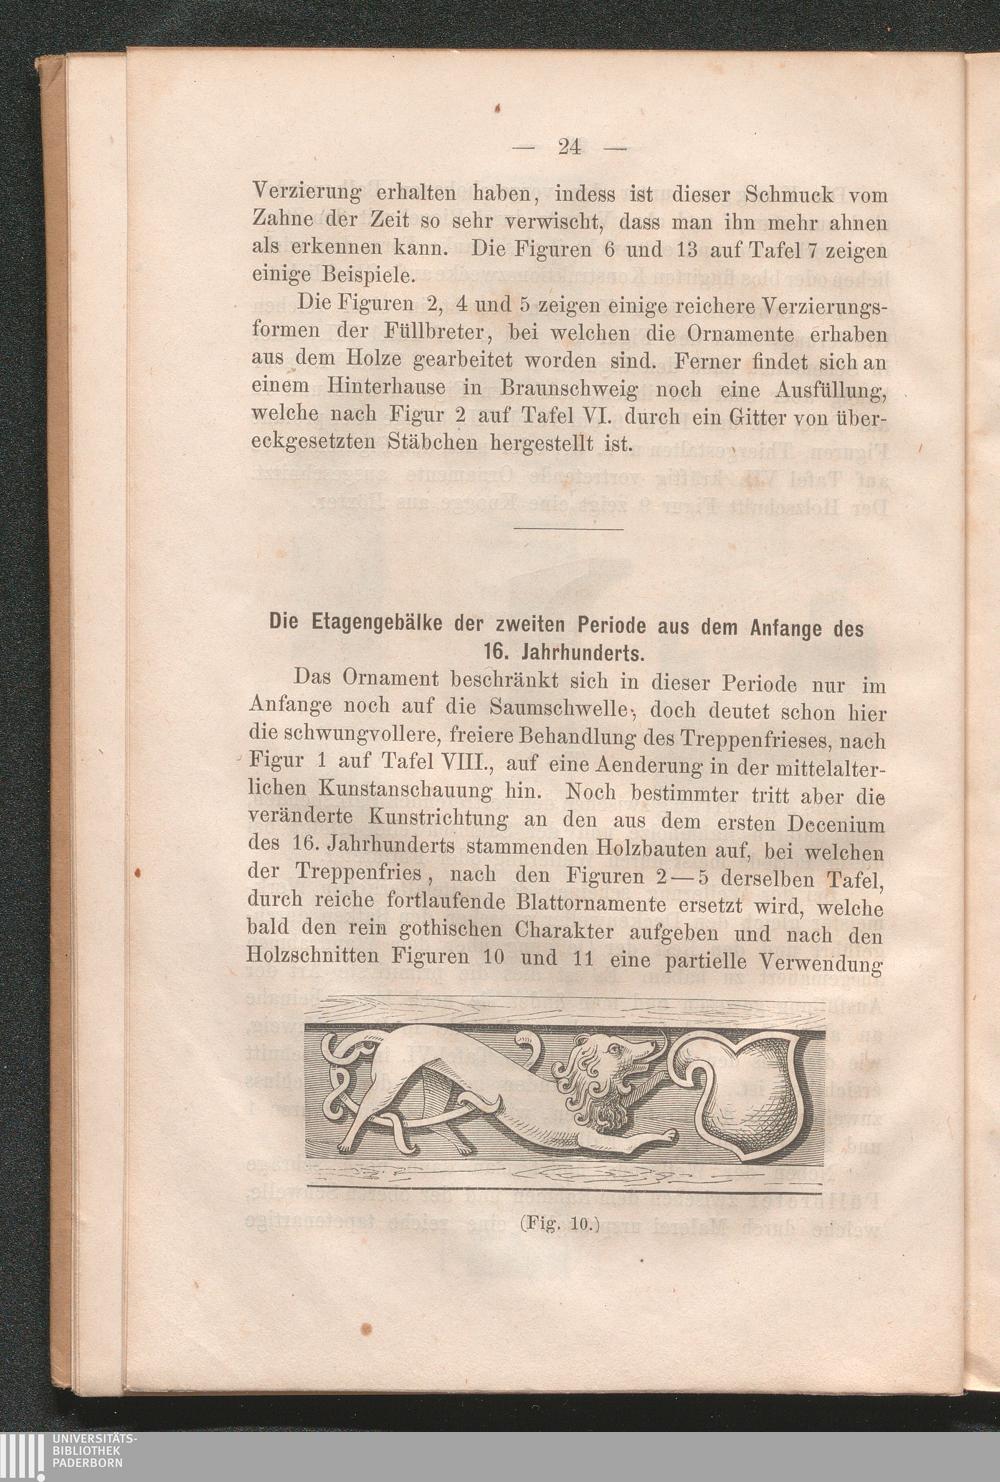 — 24 —
Verzierung erhalten haben, indess ist dieser Schmuck vom
Zahne der Zeit so sehr verwischt, dass man ihn mehr ahnen
als erkennen kann. Die Figuren 6 und 13 auf Tafel 7 zeigen
einige Beispiele.
Die Figuren 2, 4 und 5 zeigen einige reichere Verzierungs-
formen der Füllbreter, bei welchen die Ornamente erhaben
aus dem Holze gearbeitet worden sind. Ferner findet sich an
einem Hinterhause in Braunschweig noch eine Ausfüllung,
welche nach Figur 2 auf Tafel VI. durch ein Gitter von über-
eckgesetzten Stäbchen hergestellt ist.
Die Etagengebälke der zweiten Periode aus dem Anfange des
16. Jahrhunderts.
Das Ornament beschränkt sich in dieser Periode nur im
Anfange noch auf die Saumschwelle, doch deutet schon hier
die schwungvollere, freiere Behandlung des Treppenfrieses, nach
Figur 1 auf Tafel VIII., auf eine Aenderung in der mittelalter-
lichen Kunstanschauung hin. Noch bestimmter tritt aber die
veränderte Kunstrichtung an den aus dem ersten Decenium
des 16. Jahrhunderts stammenden Holzbauten auf, bei welchen
der Treppenfries, nach den Figuren 2—5 derselben Tafel,
durch reiche fortlaufende Blattornamente ersetzt wird, welche
bald den rein gothischen Charakter aufgeben und nach den
Holzschnitten Figuren 10 und 11 eine partielle Verwendung
(Fig. 10.)
UNIVERSITÄTS-
BIBLIOTHEK
PADERBORN